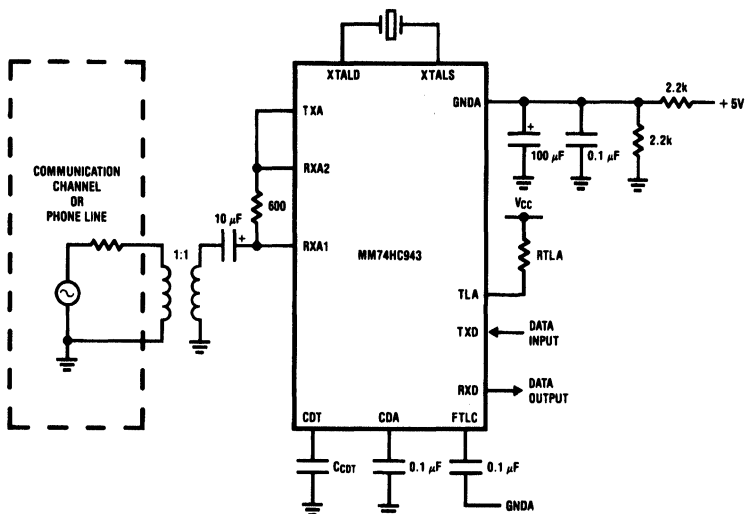 XTALD
XTALS
TXA
RXA2
RXA1
600
10 µF
+
1:1
COMMUNICATION
CHANNEL
OR
PHONE LINE
MM74HC943
GNDA
2.2k
+ 5V
2.2k
+
100 µF
0.1 µF
VCC
RTLA
TLA
TXD
DATA
INPUT
RXD
DATA
OUTPUT
CDT
CDA
FTLC
CCDT
0.1 µF
0.1 µF
GNDA